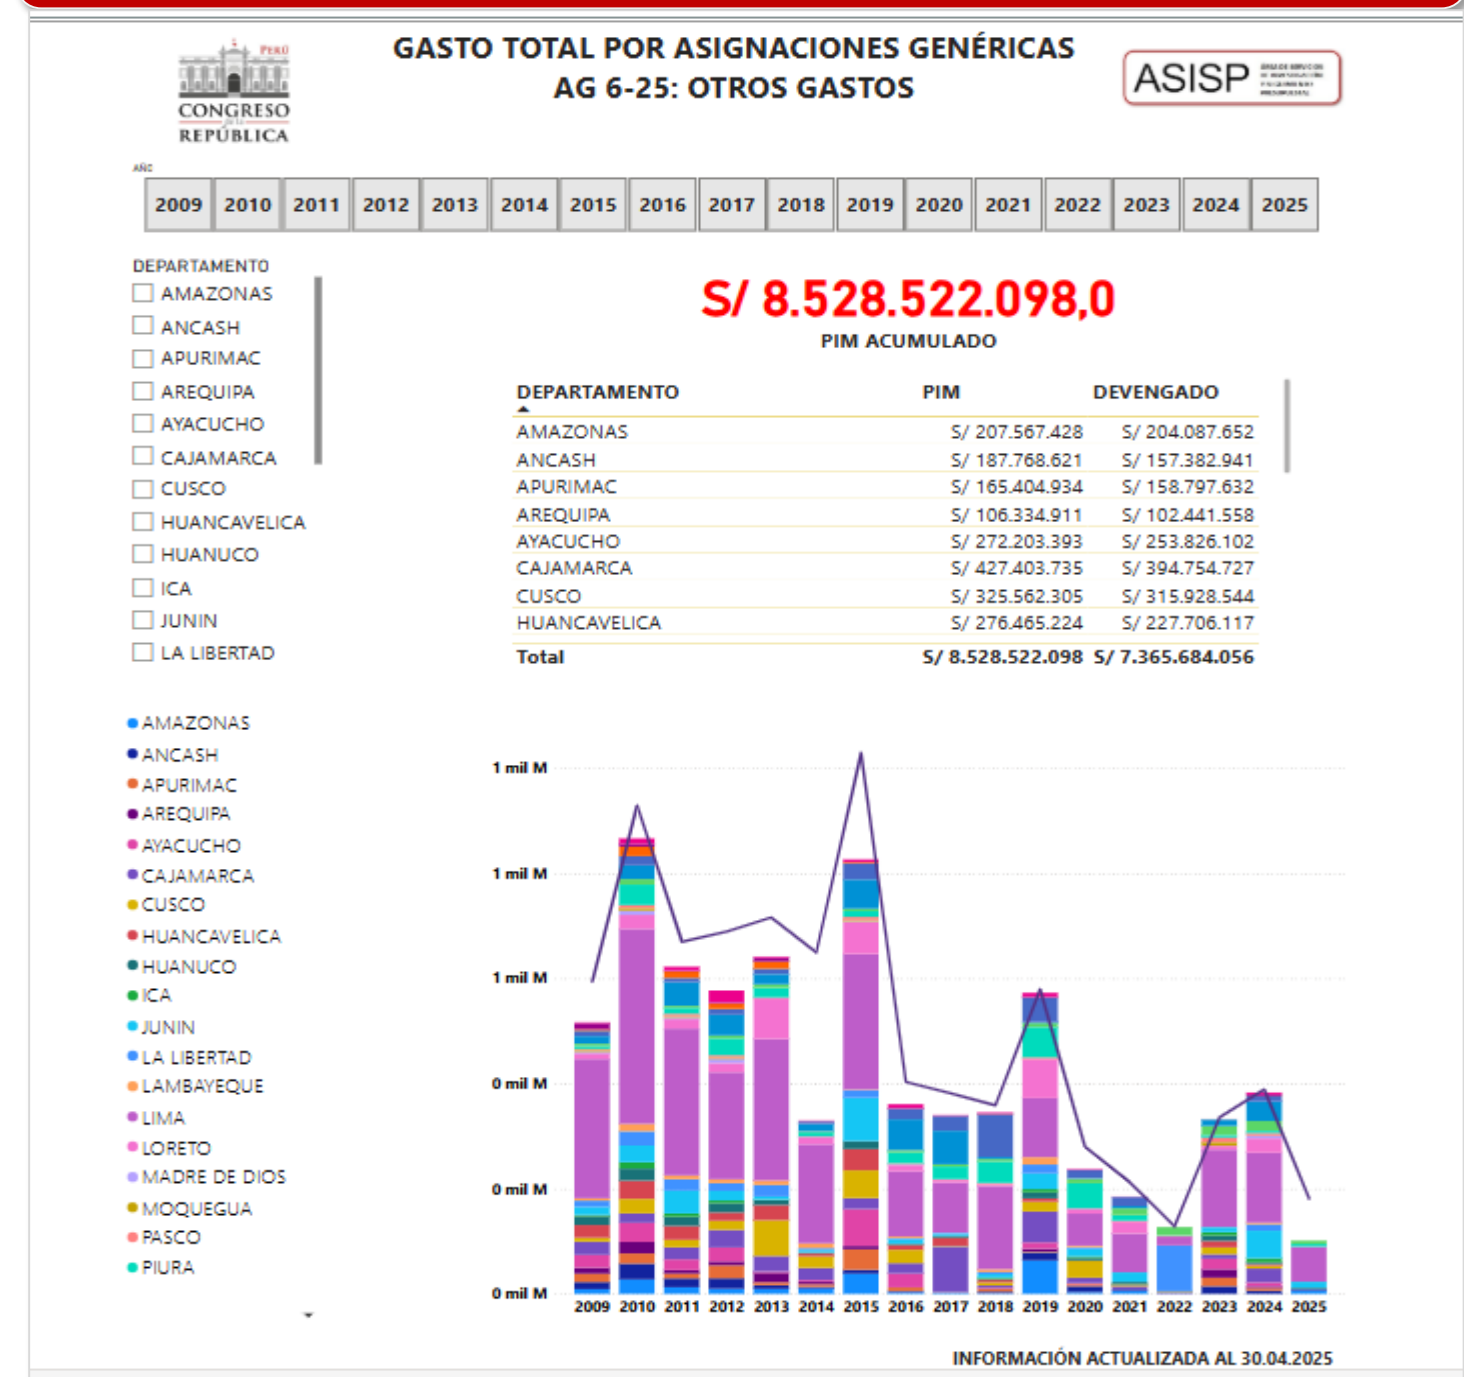 GASTO TOTAL POR ASIGNACIONES GENÉRICAS
AG 6-25: OTROS GASTOS
PERÚ
CONGRESO
de la
REPÚBLICA
ASISP
AÑO
2009 2010 2011 2012 2013 2014 2015 2016 2017 2018 2019 2020 2021 2022 2023 2024 2025
DEPARTAMENTO
AMAZONAS
ANCASH
APURIMAC
AREQUIPA
AYACUCHO
CAJAMARCA
CUSCO
HUANCAVELICA
HUANUCO
ICA
JUNIN
LA LIBERTAD
S/ 8.528.522.098,0
PIM ACUMULADO
DEPARTAMENTO PIM DEVENGADO
AMAZONAS S/ 207.567.428 S/ 204.087.652
ANCASH S/ 187.768.621 S/ 157.382.941
APURIMAC S/ 165.404.934 S/ 158.797.632
AREQUIPA S/ 106.334.911 S/ 102.441.558
AYACUCHO S/ 272.203.393 S/ 253.826.102
CAJAMARCA S/ 427.403.735 S/ 394.754.727
CUSCO S/ 325.562.305 S/ 315.928.544
HUANCAVELICA S/ 276.465.224 S/ 227.706.117
Total S/ 8.528.522.098 S/ 7.365.684.056
AMAZONAS
ANCASH
APURIMAC
AREQUIPA
AYACUCHO
CAJAMARCA
CUSCO
HUANCAVELICA
HUANUCO
ICA
JUNIN
LA LIBERTAD
LAMBAYEQUE
LIMA
LORETO
MADRE DE DIOS
MOQUEGUA
PASCO
PIURA
1 mil M
1 mil M
1 mil M
0 mil M
0 mil M
0 mil M
2009 2010 2011 2012 2013 2014 2015 2016 2017 2018 2019 2020 2021 2022 2023 2024 2025
INFORMACIÓN ACTUALIZADA AL 30.04.2025